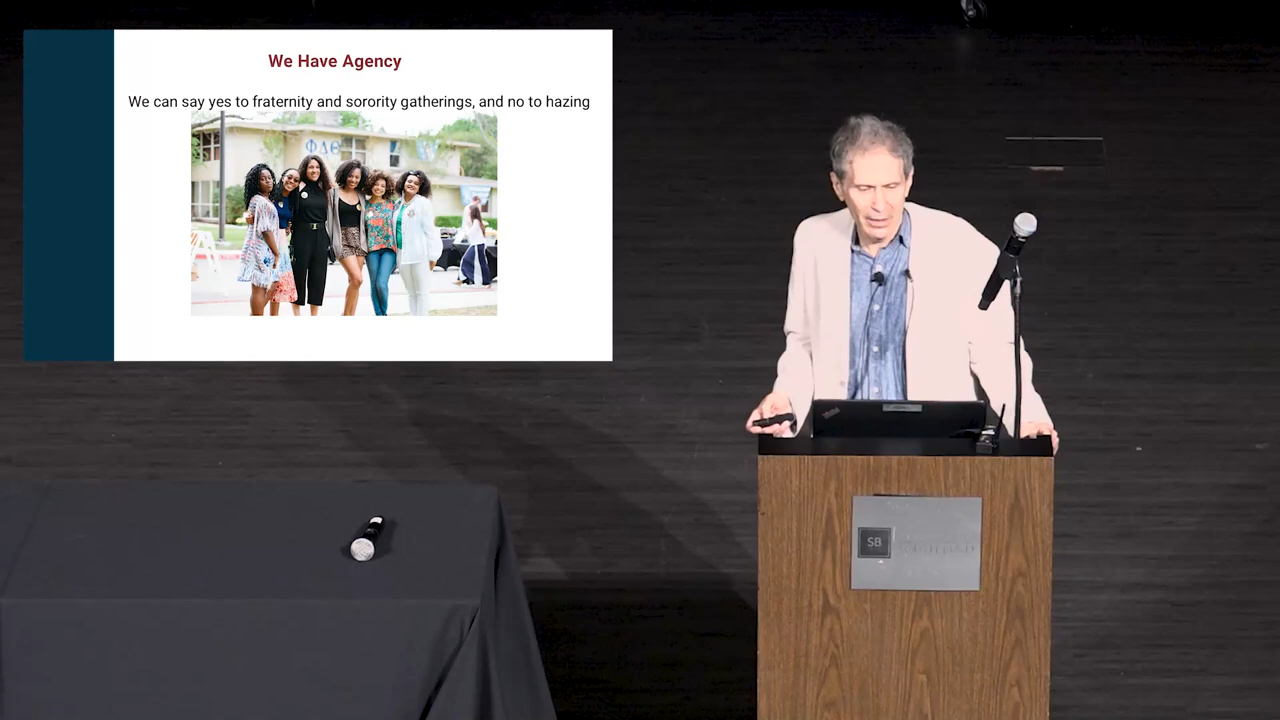 We Have Agency
We can say yes to fraternity and sorority gatherings, and no to hazing
ΦΔΘ
SB